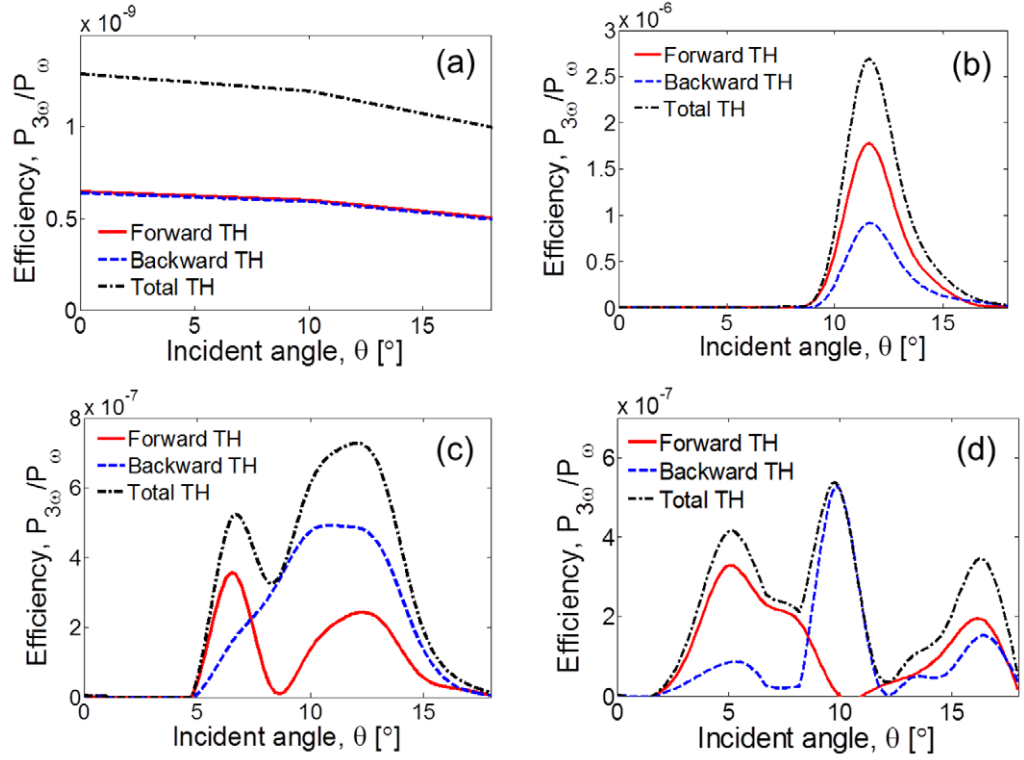 x 10⁻⁹
(a)
Efficiency, P3ω/Pω
1
0.5
0
Forward TH
Backward TH
Total TH
0 5 10 15
Incident angle, θ [°]
x 10⁻⁶
(b)
Efficiency, P3ω/Pω
3
2.5
2
1.5
1
0.5
0
Forward TH
Backward TH
Total TH
0 5 10 15
Incident angle, θ [°]
x 10⁻⁷
(c)
Efficiency, P3ω/Pω
8
6
4
2
0
Forward TH
Backward TH
Total TH
0 5 10 15
Incident angle, θ [°]
x 10⁻⁷
(d)
Efficiency, P3ω/Pω
6
4
2
0
Forward TH
Backward TH
Total TH
0 5 10 15
Incident angle, θ [°]